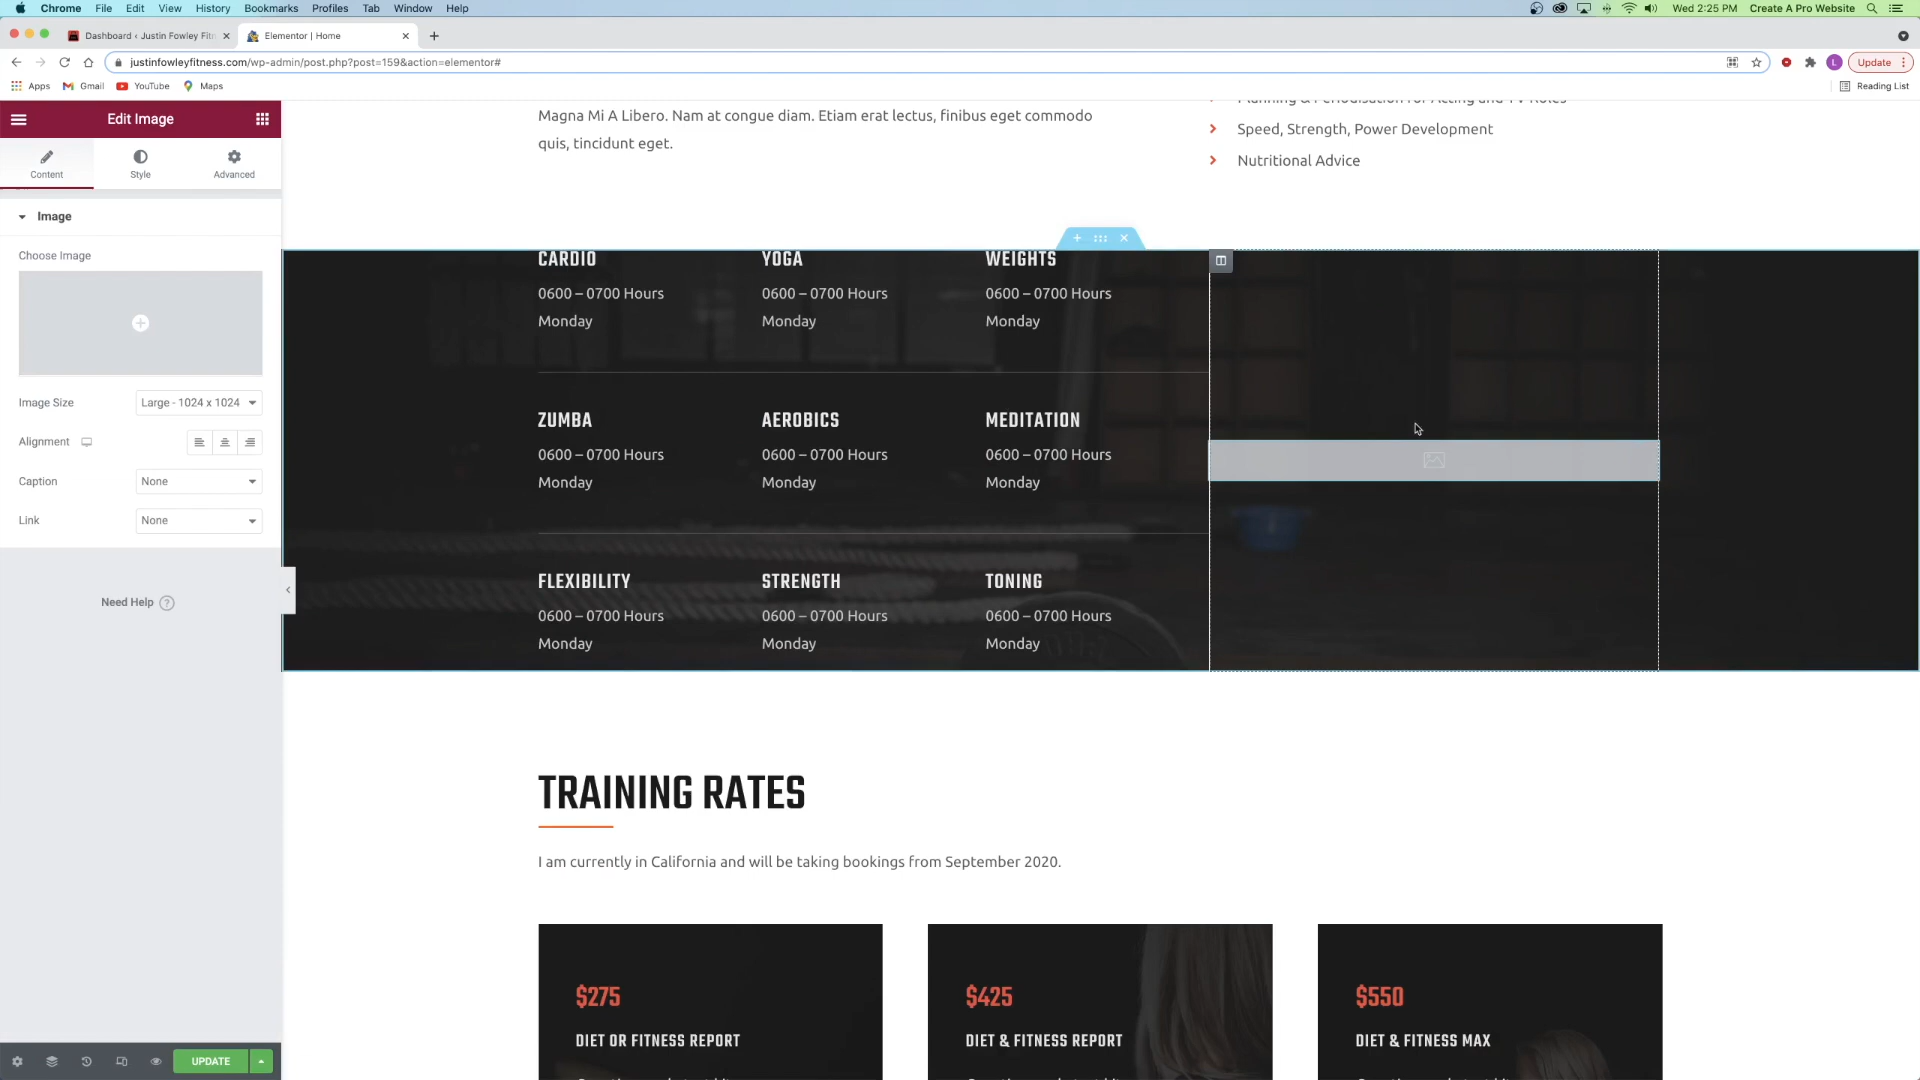 Chrome File Edit View History Bookmarks Profiles Tab Window Help
Wed 2:25 PM Create A Pro Website
Dashboard ‹ Justin Fowley Fitn
Elementor | Home
justinfowleyfitness.com/wp-admin/post.php?post=159&action=elementor#
L
Update
Apps
Gmail
YouTube
Maps
Reading List
Edit Image
Content
Style
Advanced
Image
Choose Image
Image Size
Large - 1024 x 1024
Alignment
Caption
None
Link
None
Need Help
?
UPDATE
Magna Mi A Libero. Nam at congue diam. Etiam erat lectus, finibus eget commodo
quis, tincidunt eget.
Planning & Periodisation for Acting and TV Roles
Speed, Strength, Power Development
Nutritional Advice
CARDIO
0600 – 0700 Hours
Monday
YOGA
0600 – 0700 Hours
Monday
WEIGHTS
0600 – 0700 Hours
Monday
ZUMBA
0600 – 0700 Hours
Monday
AEROBICS
0600 – 0700 Hours
Monday
MEDITATION
0600 – 0700 Hours
Monday
FLEXIBILITY
0600 – 0700 Hours
Monday
STRENGTH
0600 – 0700 Hours
Monday
TONING
0600 – 0700 Hours
Monday
TRAINING RATES
I am currently in California and will be taking bookings from September 2020.
$275
DIET OR FITNESS REPORT
$425
DIET & FITNESS REPORT
$550
DIET & FITNESS MAX